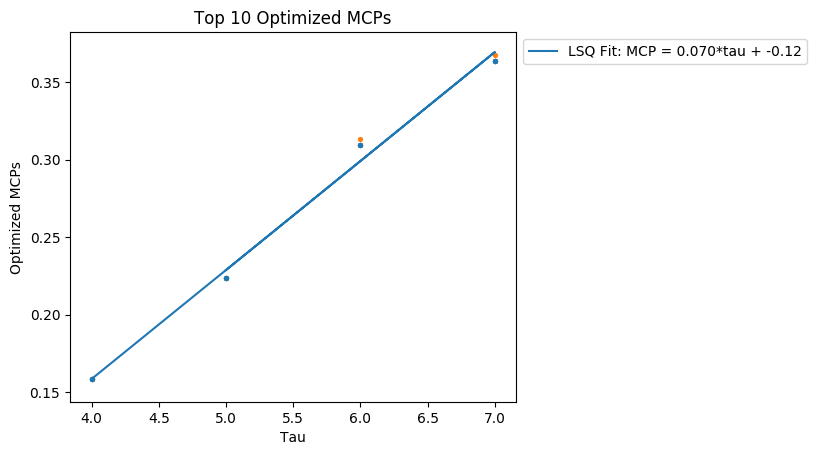 Top 10 Optimized MCPs
LSQ Fit: MCP = 0.070*tau + -0.12
Optimized MCPs
0.35
0.30
0.25
0.20
0.15
4.0 4.5 5.0 5.5 6.0 6.5 7.0
Tau